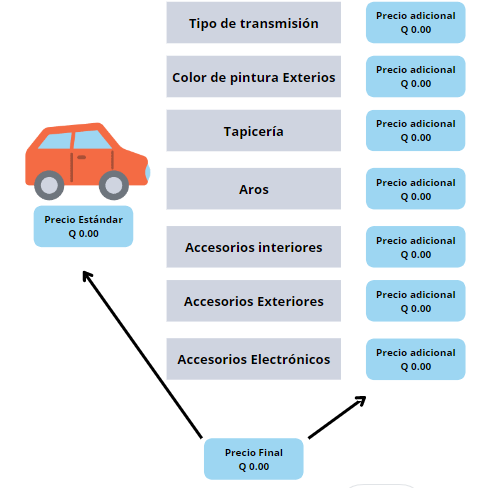 Tipo de transmisión
Precio adicional
Q 0.00
Color de pintura Exterios
Precio adicional
Q 0.00
Tapicería
Precio adicional
Q 0.00
Aros
Precio adicional
Q 0.00
Precio Estándar
Q 0.00
Accesorios interiores
Precio adicional
Q 0.00
Accesorios Exteriores
Precio adicional
Q 0.00
Accesorios Electrónicos
Precio adicional
Q 0.00
Precio Final
Q 0.00